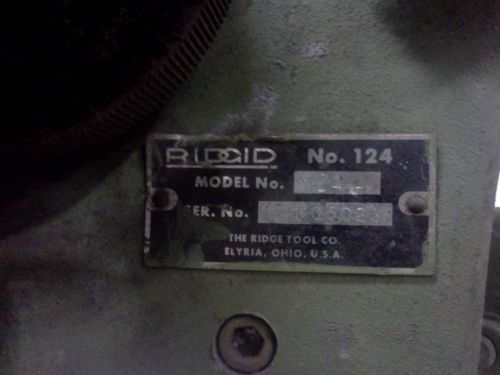 RIDGID No. 124
MODEL No.
SER. No.
THE RIDGE TOOL CO.
ELYRIA, OHIO, U.S.A.